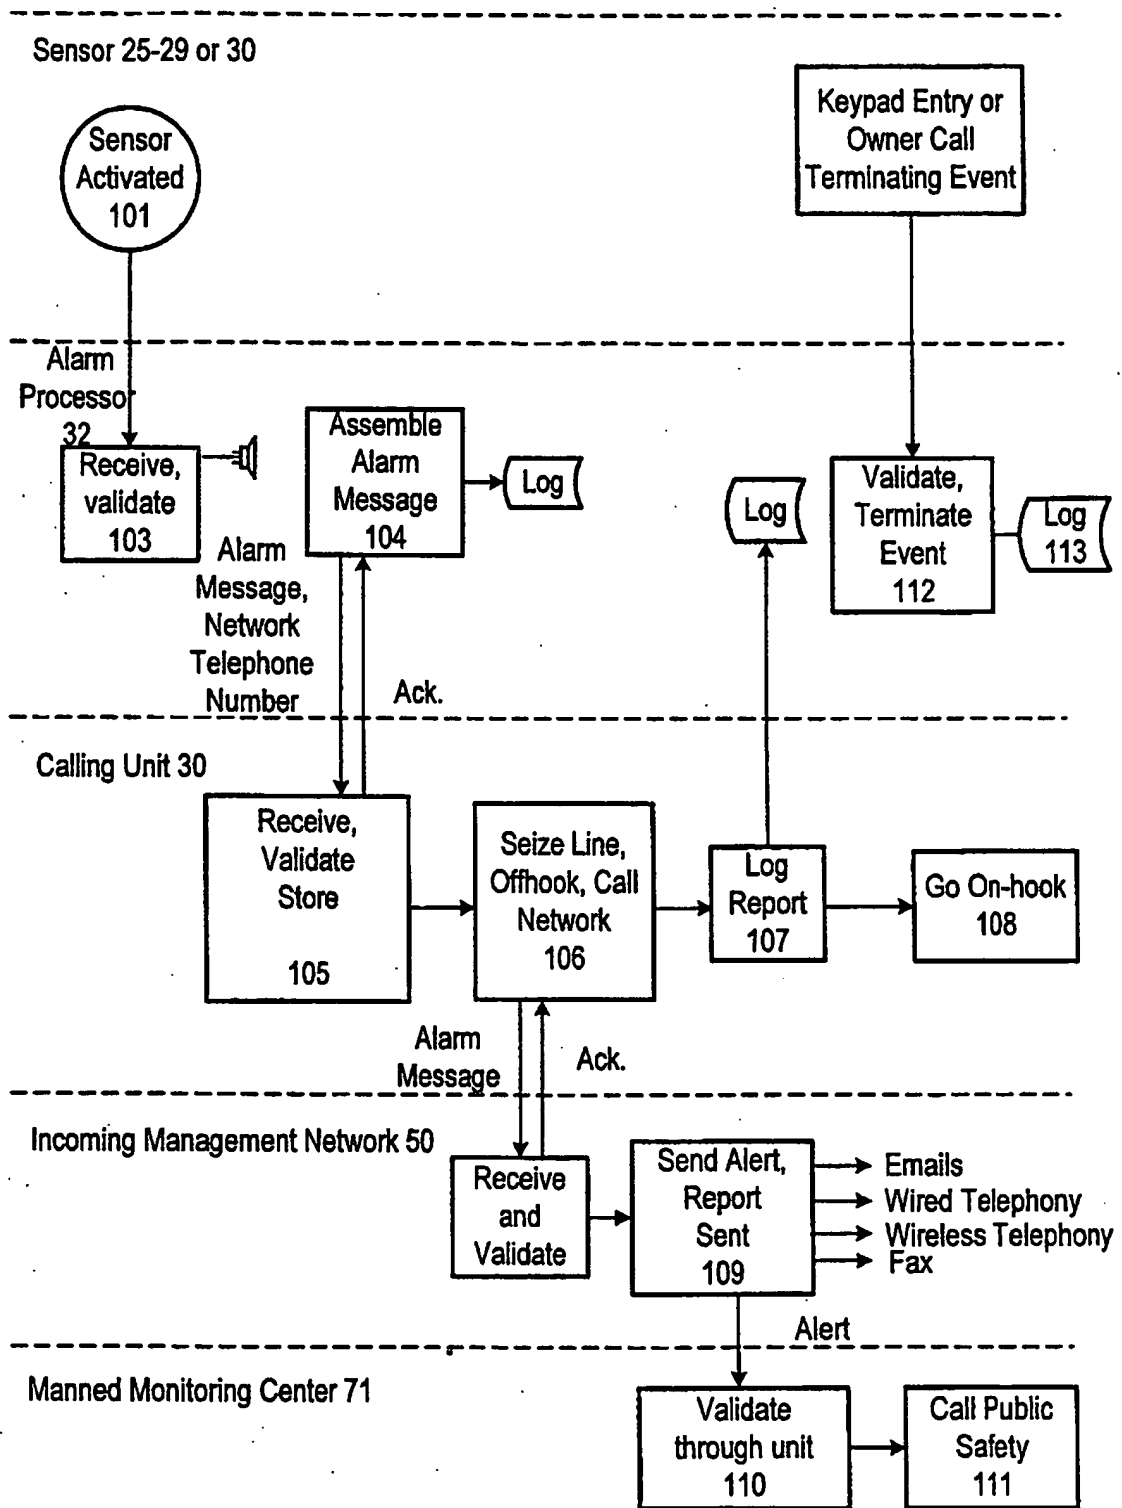 Sensor 25-29 or 30
Sensor
Activated
101
Keypad Entry or
Owner Call
Terminating Event
Alarm
Processor
32
Receive,
validate
103
Assemble
Alarm
Message
104
Log
Log
Validate,
Terminate
Event
112
Log
113
Alarm
Message,
Network
Telephone
Number
Ack.
Calling Unit 30
Receive,
Validate
Store
105
Seize Line,
Offhook, Call
Network
106
Log
Report
107
Go On-hook
108
Alarm
Message
Ack.
Incoming Management Network 50
Receive
and
Validate
Send Alert,
Report
Sent
109
Emails
Wired Telephony
Wireless Telephony
Fax
Alert
Manned Monitoring Center 71
Validate
through unit
110
Call Public
Safety
111